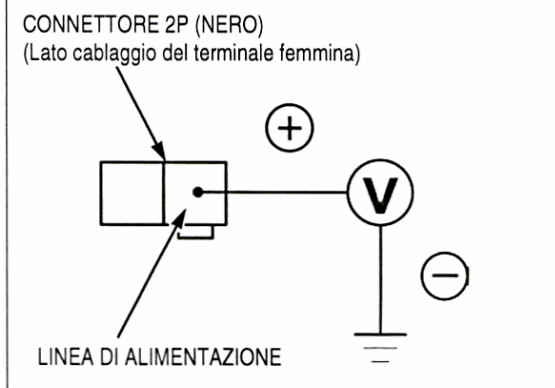 CONNETTORE 2P (NERO)
(Lato cablaggio del terminale femmina)
+
V
−
LINEA DI ALIMENTAZIONE